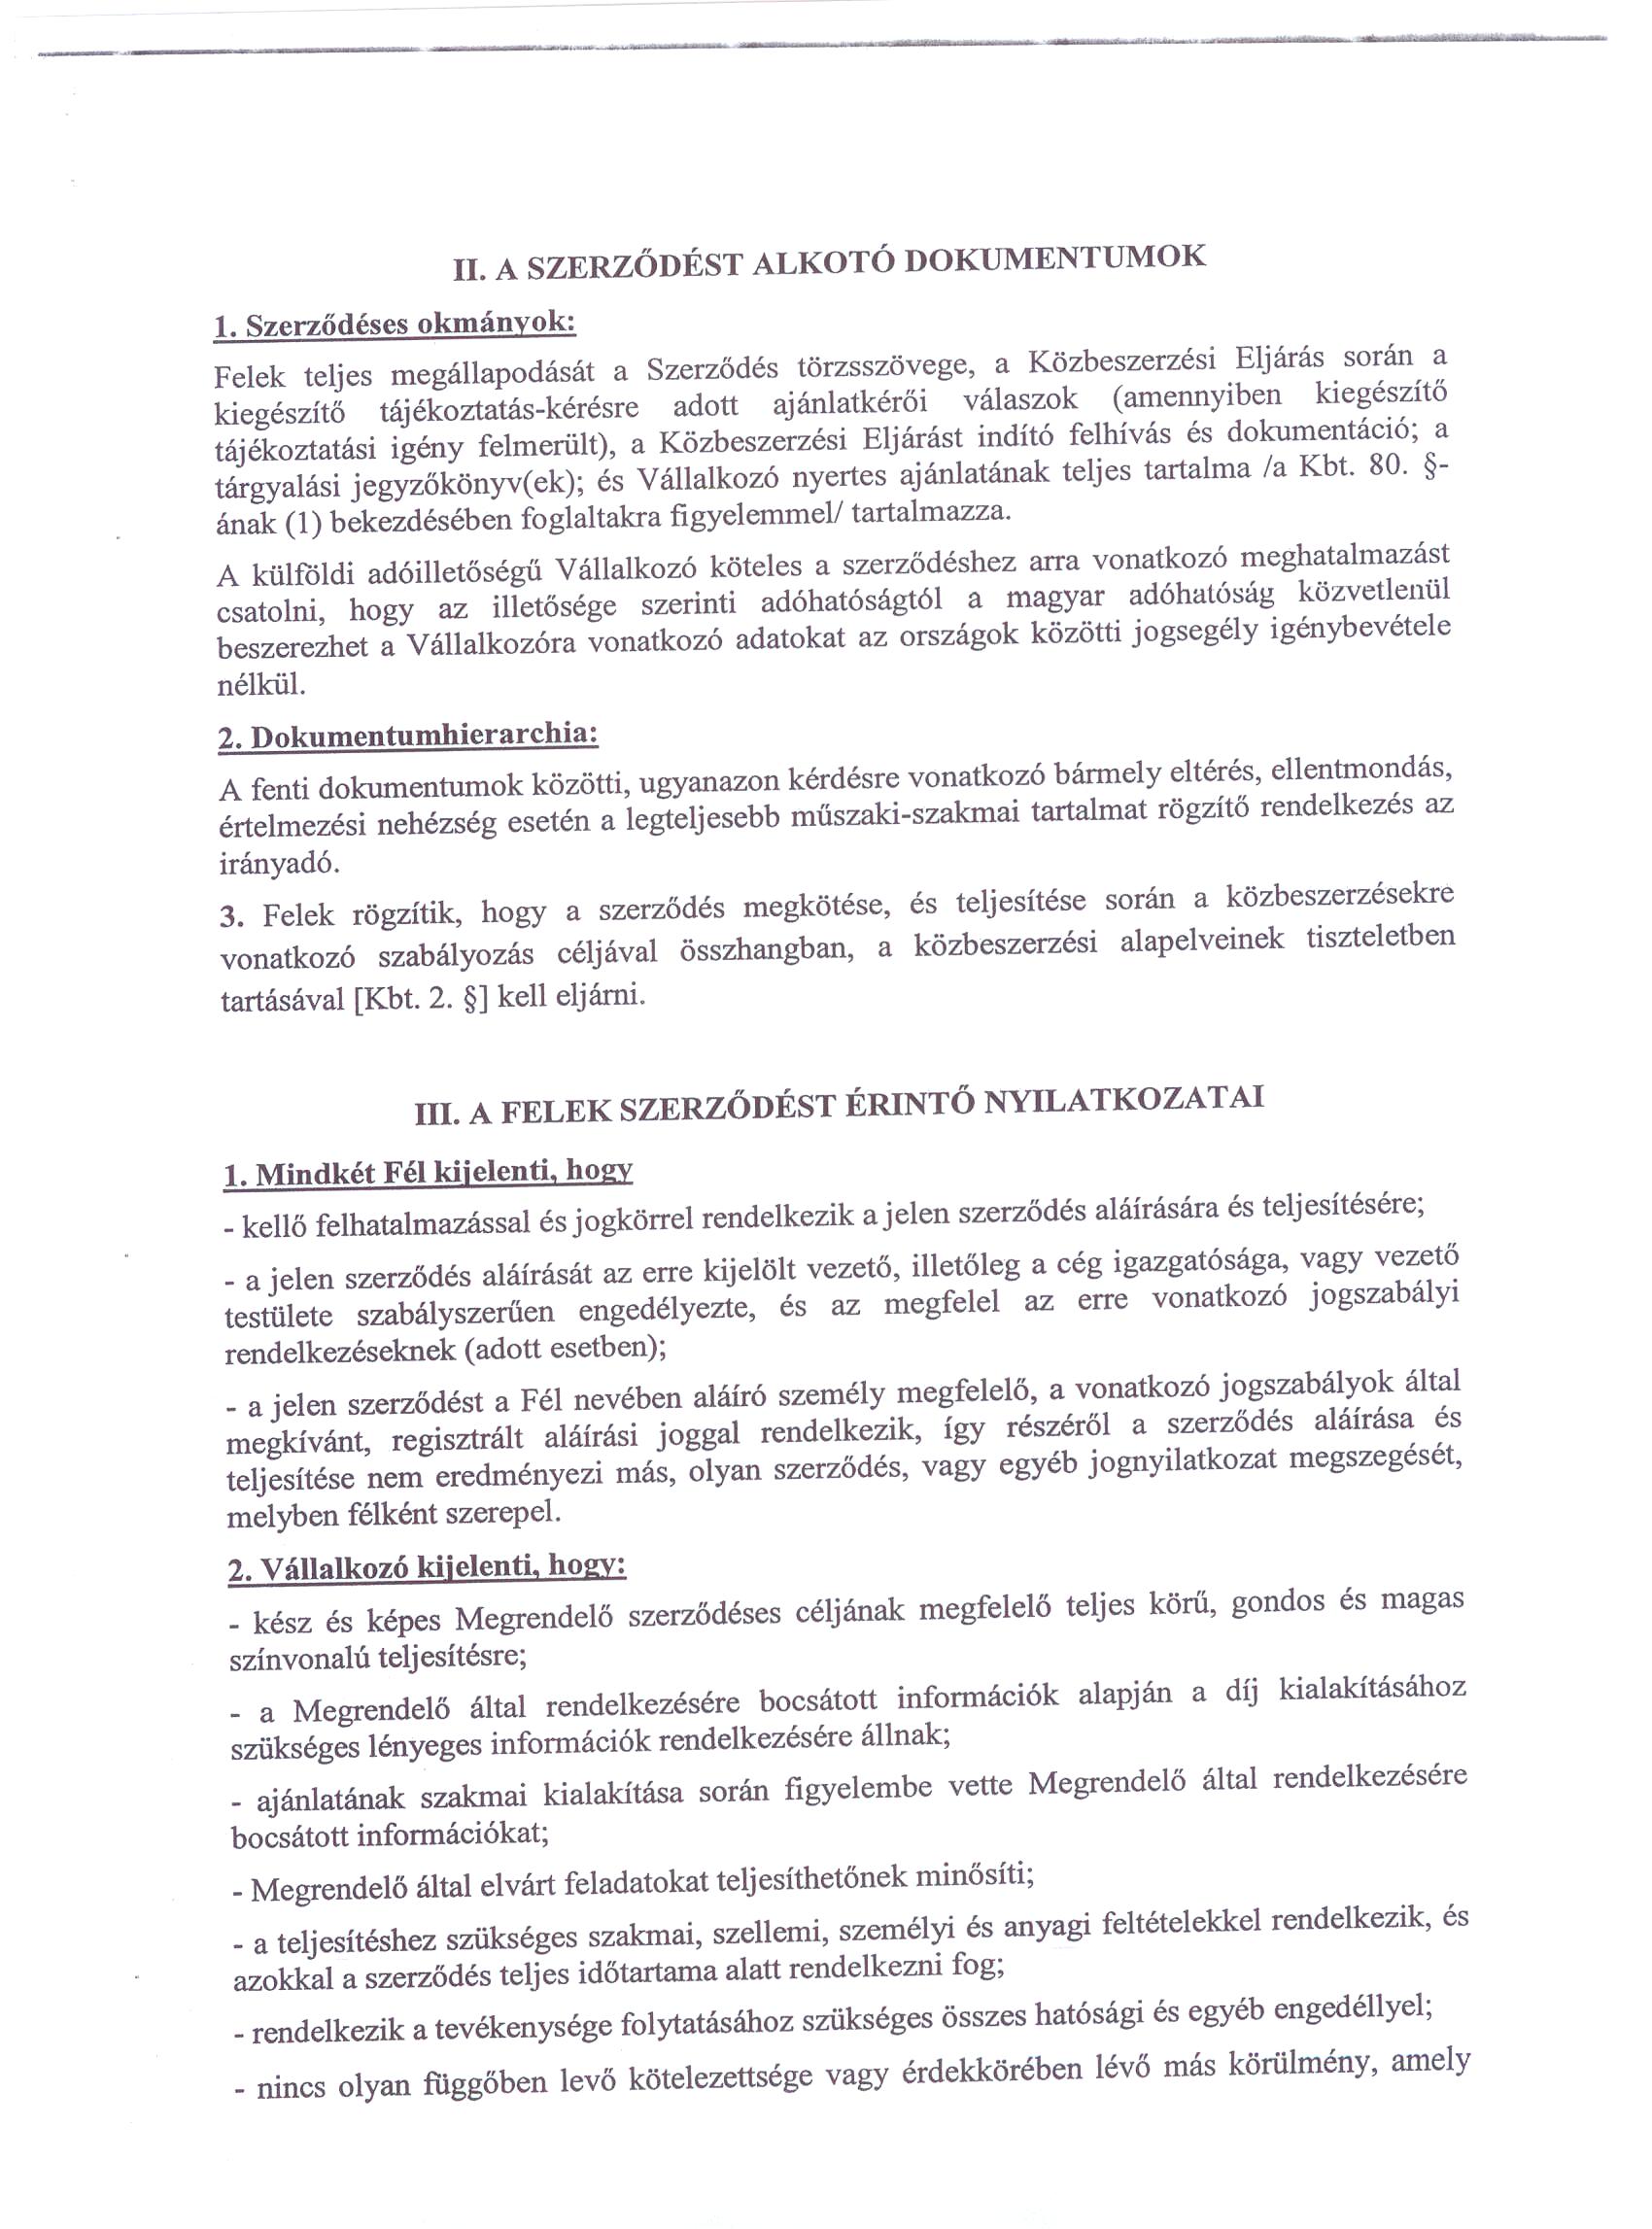 II. A SZERZŐDÉST ALKOTÓ DOKUMENTUMOK
1. Szerződéses okmányok:
Felek teljes megállapodását a Szerződés törzsszövege, a Közbeszerzési Eljárás során a
kiegészítő tájékoztatás-kérésre adott ajánlatkérői válaszok (amennyiben kiegészítő
tájékoztatási igény felmerült), a Közbeszerzési Eljárást indító felhívás és dokumentáció; a
tárgyalási jegyzőkönyv(ek); és Vállalkozó nyertes ajánlatának teljes tartalma /a Kbt. 80. §-
ának (1) bekezdésében foglaltakra figyelemmel/ tartalmazza.
A külföldi adóilletőségű Vállalkozó köteles a szerződéshez arra vonatkozó meghatalmazást
csatolni, hogy az illetősége szerinti adóhatóságtól a magyar adóhatóság közvetlenül
beszerezhet a Vállalkozóra vonatkozó adatokat az országok közötti jogsegély igénybevétele
nélkül.
2. Dokumentumhierarchia:
A fenti dokumentumok közötti, ugyanazon kérdésre vonatkozó bármely eltérés, ellentmondás,
értelmezési nehézség esetén a legteljesebb műszaki-szakmai tartalmat rögzítő rendelkezés az
irányadó.
3. Felek rögzítik, hogy a szerződés megkötése, és teljesítése során a közbeszerzésekre
vonatkozó szabályozás céljával összhangban, a közbeszerzési alapelveinek tiszteletben
tartásával [Kbt. 2. §] kell eljárni.
III. A FELEK SZERZŐDÉST ÉRINTŐ NYILATKOZATAI
1. Mindkét Fél kijelenti, hogy
- kellő felhatalmazással és jogkörrel rendelkezik a jelen szerződés aláírására és teljesítésére;
- a jelen szerződés aláírását az erre kijelölt vezető, illetőleg a cég igazgatósága, vagy vezető
testülete szabályszerűen engedélyezte, és az megfelel az erre vonatkozó jogszabályi
rendelkezéseknek (adott esetben);
- a jelen szerződést a Fél nevében aláíró személy megfelelő, a vonatkozó jogszabályok által
megkívánt, regisztrált aláírási joggal rendelkezik, így részéről a szerződés aláírása és
teljesítése nem eredményezi más, olyan szerződés, vagy egyéb jognyilatkozat megszegését,
melyben félként szerepel.
2. Vállalkozó kijelenti, hogy:
- kész és képes Megrendelő szerződéses céljának megfelelő teljes körű, gondos és magas
színvonalú teljesítésre;
- a Megrendelő által rendelkezésére bocsátott információk alapján a díj kialakításához
szükséges lényeges információk rendelkezésére állnak;
- ajánlatának szakmai kialakítása során figyelembe vette Megrendelő által rendelkezésére
bocsátott információkat;
- Megrendelő által elvárt feladatokat teljesíthetőnek minősíti;
- a teljesítéshez szükséges szakmai, szellemi, személyi és anyagi feltételekkel rendelkezik, és
azokkal a szerződés teljes időtartama alatt rendelkezni fog;
- rendelkezik a tevékenysége folytatásához szükséges összes hatósági és egyéb engedéllyel;
- nincs olyan függőben levő kötelezettsége vagy érdekkörében lévő más körülmény, amely